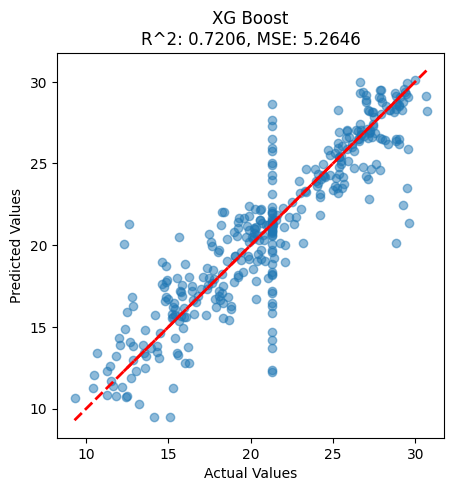 XG Boost
R^2: 0.7206, MSE: 5.2646
Predicted Values
30
25
20
15
10
10 15 20 25 30
Actual Values